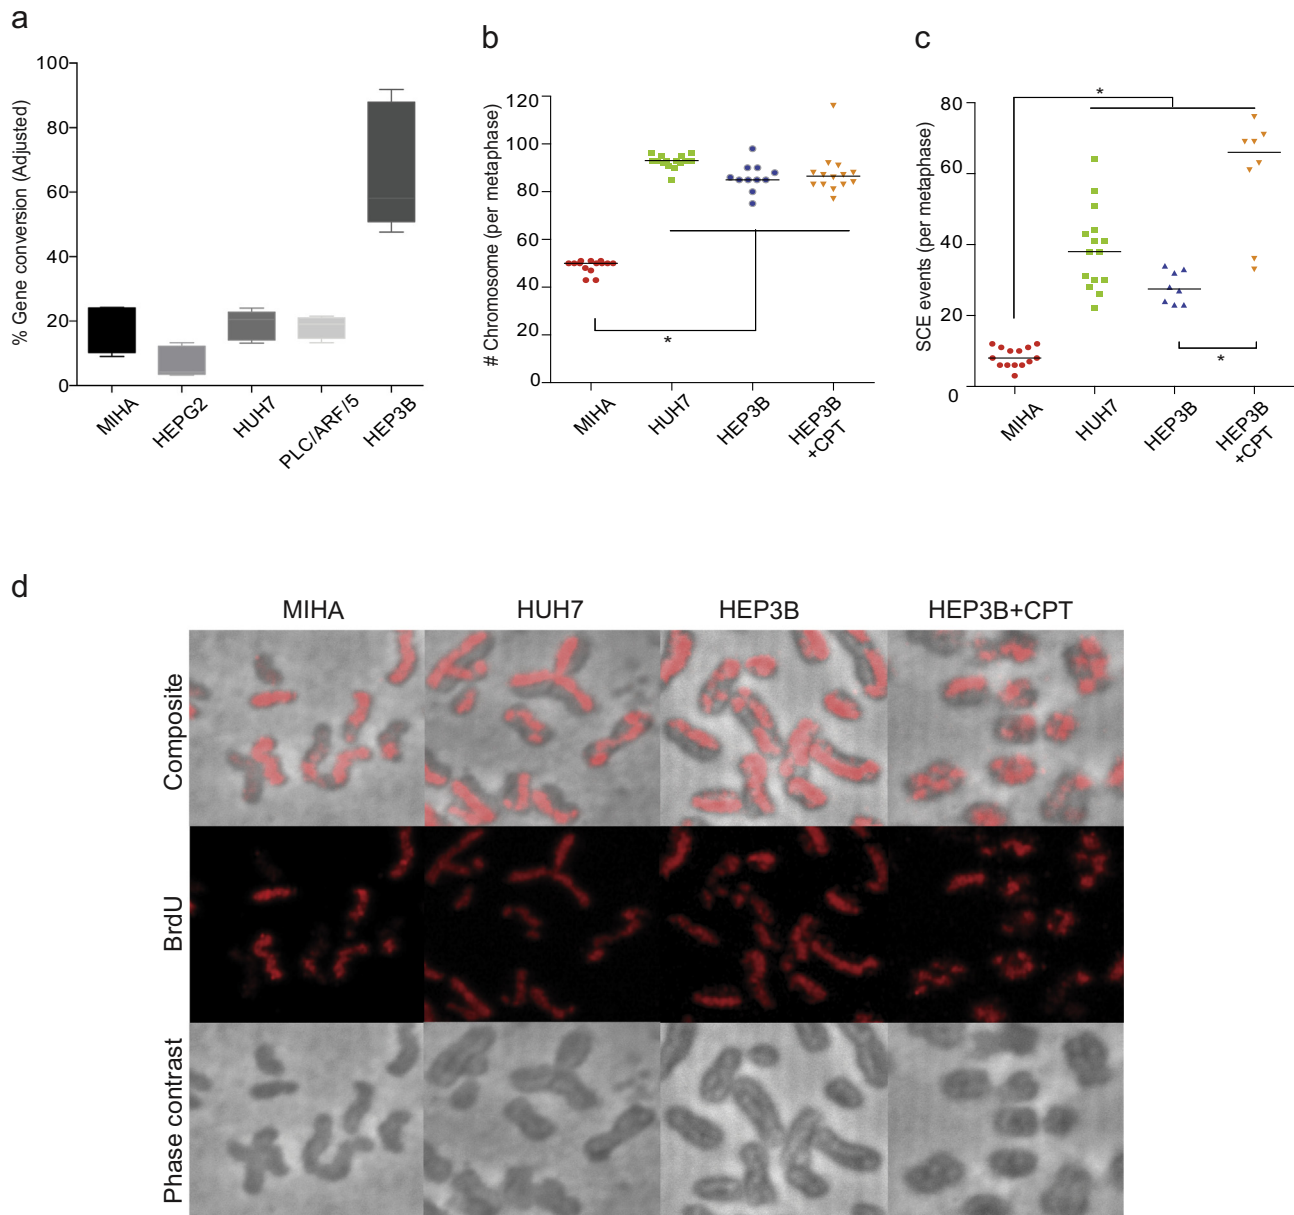 a
b
c
% Gene conversion (Adjusted)
100
80
60
40
20
0
MIHA
HEPG2
HUH7
PLC/ARF/5
HEP3B
# Chromosome (per metaphase)
120
100
80
60
40
20
0
*
MIHA
HUH7
HEP3B
HEP3B
+CPT
SCE events (per metaphase)
80
60
40
20
0
*
*
MIHA
HUH7
HEP3B
HEP3B
+CPT
d
MIHA
HUH7
HEP3B
HEP3B+CPT
Composite
BrdU
Phase contrast